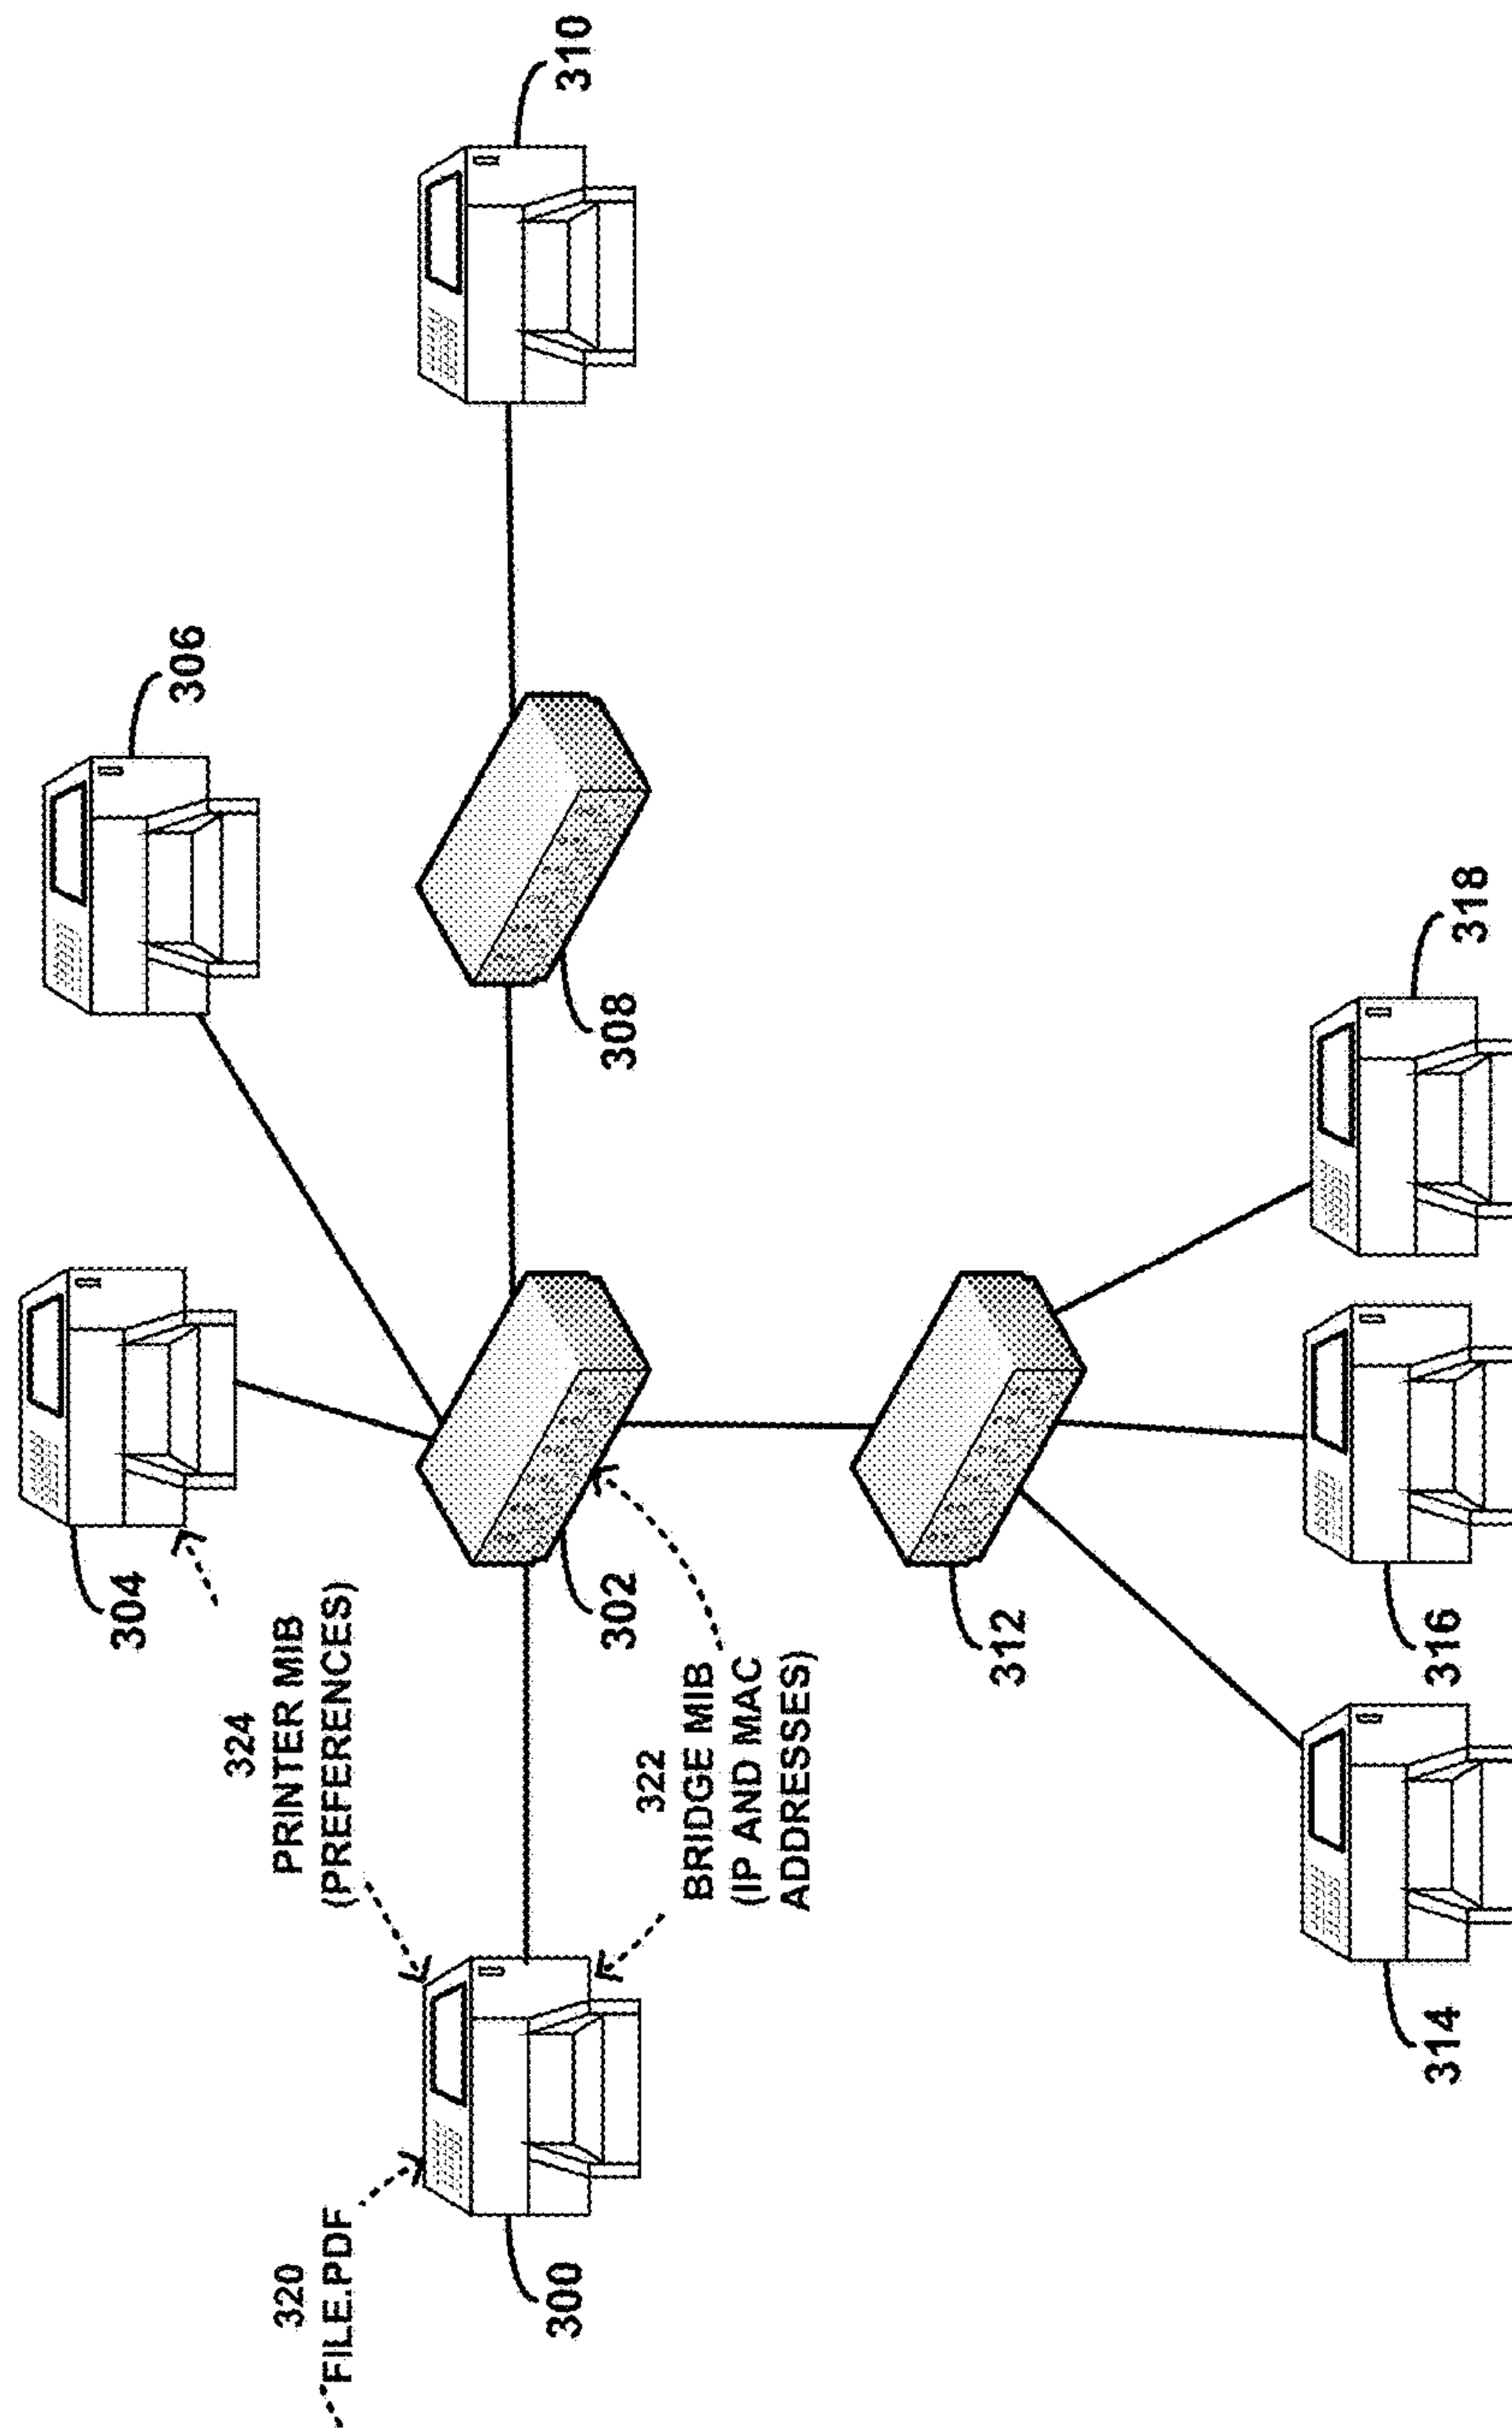 304
306
310
324
PRINTER MIB
(PREFERENCES)
320
FILE.PDF
300
302
308
322
BRIDGE MIB
(IP AND MAC
ADDRESSES)
312
314
316
318